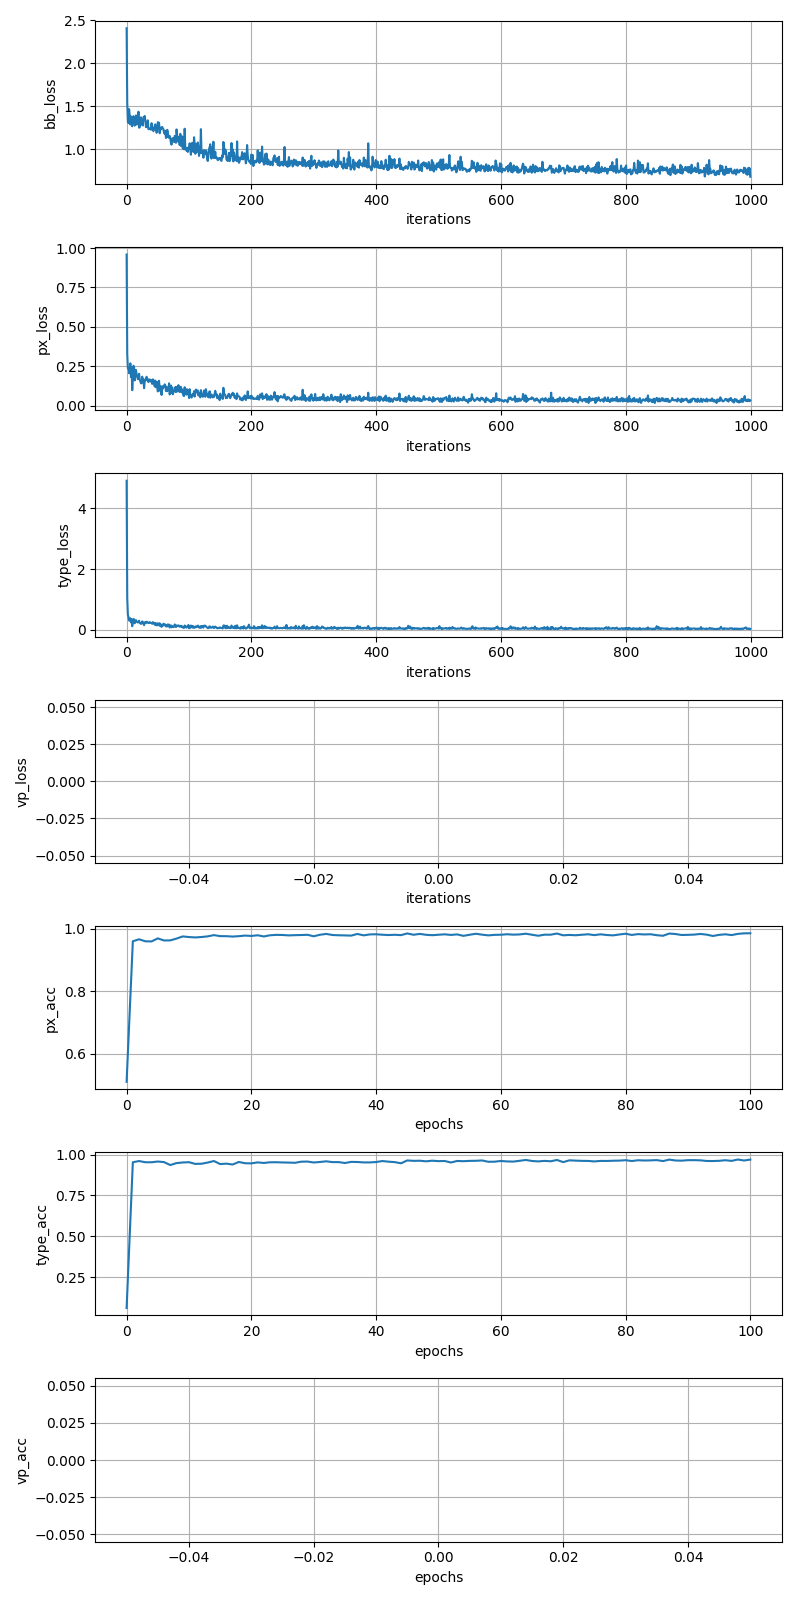 2.5
2.0
1.5
1.0
bb_loss
0 200 400 600 800 1000
iterations
1.00
0.75
0.50
0.25
0.00
px_loss
0 200 400 600 800 1000
iterations
4
2
0
type_loss
0 200 400 600 800 1000
iterations
0.050
0.025
0.000
−0.025
−0.050
vp_loss
−0.04 −0.02 0.00 0.02 0.04
iterations
1.0
0.8
0.6
px_acc
0 20 40 60 80 100
epochs
1.00
0.75
0.50
0.25
type_acc
0 20 40 60 80 100
epochs
0.050
0.025
0.000
−0.025
−0.050
vp_acc
−0.04 −0.02 0.00 0.02 0.04
epochs